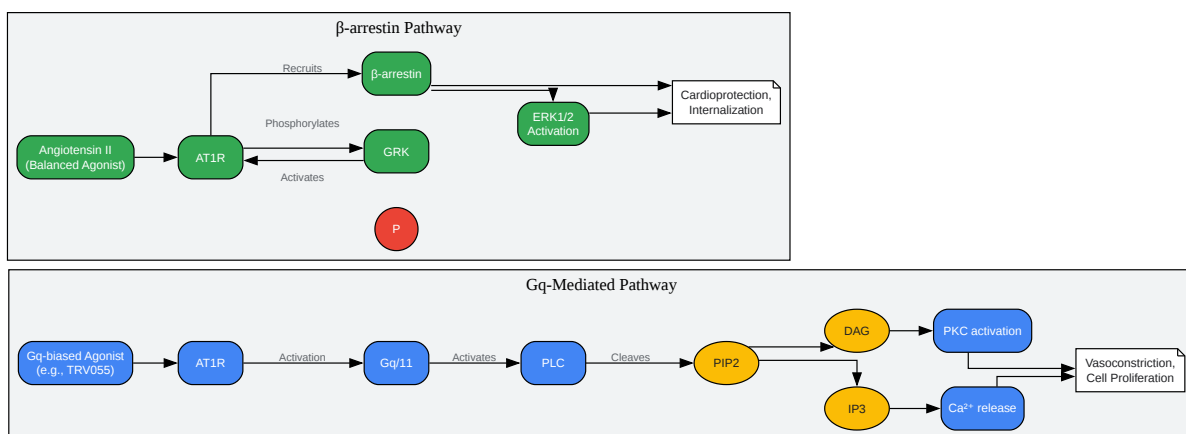 β-arrestin Pathway
Recruits
β-arrestin
Cardioprotection,
Internalization
ERK1/2
Activation
Phosphorylates
Angiotensin II
(Balanced Agonist)
AT1R
GRK
Activates
P
Gq-Mediated Pathway
DAG
PKC activation
Gq-biased Agonist
(e.g., TRV055)
AT1R
Activation
Gq/11
Activates
PLC
Cleaves
PIP2
Vasoconstriction,
Cell Proliferation
IP3
Ca²⁺ release